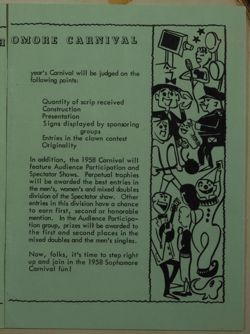 OMORE CARNIVAL
year's Carnival will be judged on the
following points:
Quantity of scrip received
Construction
Presentation
Signs displayed by sponsoring
groups
Entries in the clown contest
Originality
In addition, the 1958 Carnival will
feature Audience Participation and
Spectator Shows. Perpetual trophies
will be awarded the best entries in
the men's, women's and mixed doubles
division of the Spectator show. Other
entries in this division have a chance
to earn first, second or honorable
mention. In the Audience Participa-
tion group, prizes will be awarded to
the first and second places in the
mixed doubles and the men's singles.
Now, folks, it's time to step right
up and join in the 1958 Sophomore
Carnival fun!